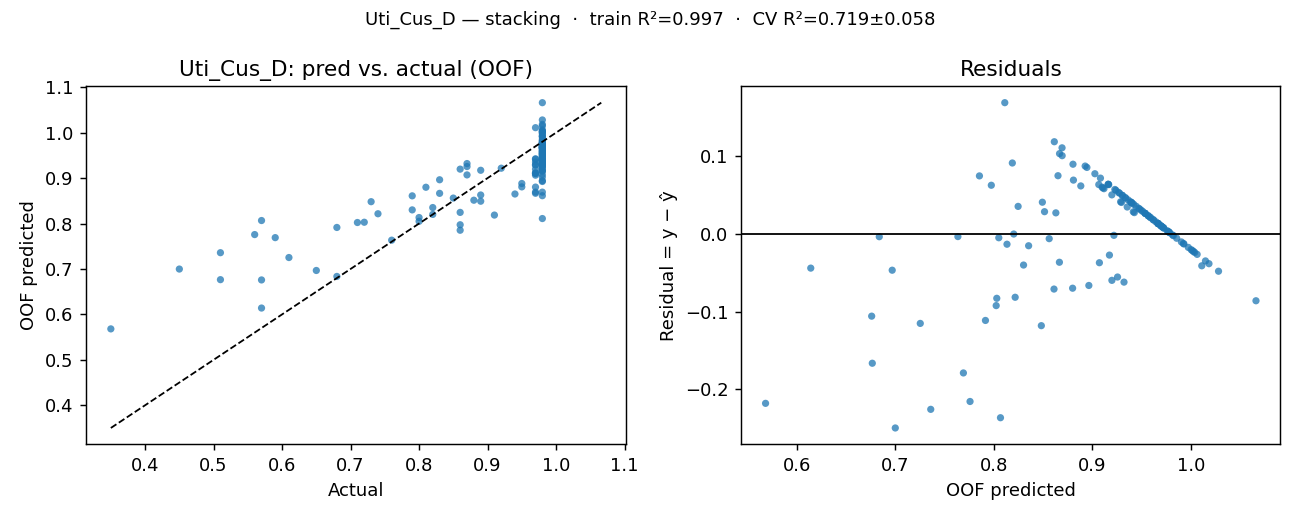 Uti_Cus_D — stacking · train R²=0.997 · CV R²=0.719±0.058
Uti_Cus_D: pred vs. actual (OOF)
1.1
1.0
0.9
0.8
0.7
0.6
0.5
0.4
OOF predicted
0.4 0.5 0.6 0.7 0.8 0.9 1.0 1.1
Actual
Residuals
0.1
0.0
−0.1
−0.2
Residual = y − ŷ
0.6 0.7 0.8 0.9 1.0
OOF predicted